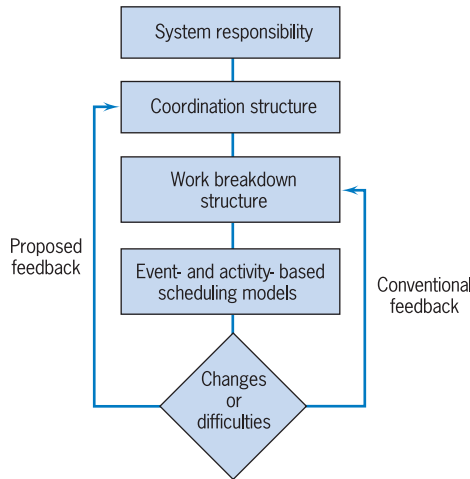 System responsibility
Coordination structure
Work breakdown
structure
Proposed
feedback
Event- and activity- based
scheduling models
Conventional
feedback
Changes
or
difficulties